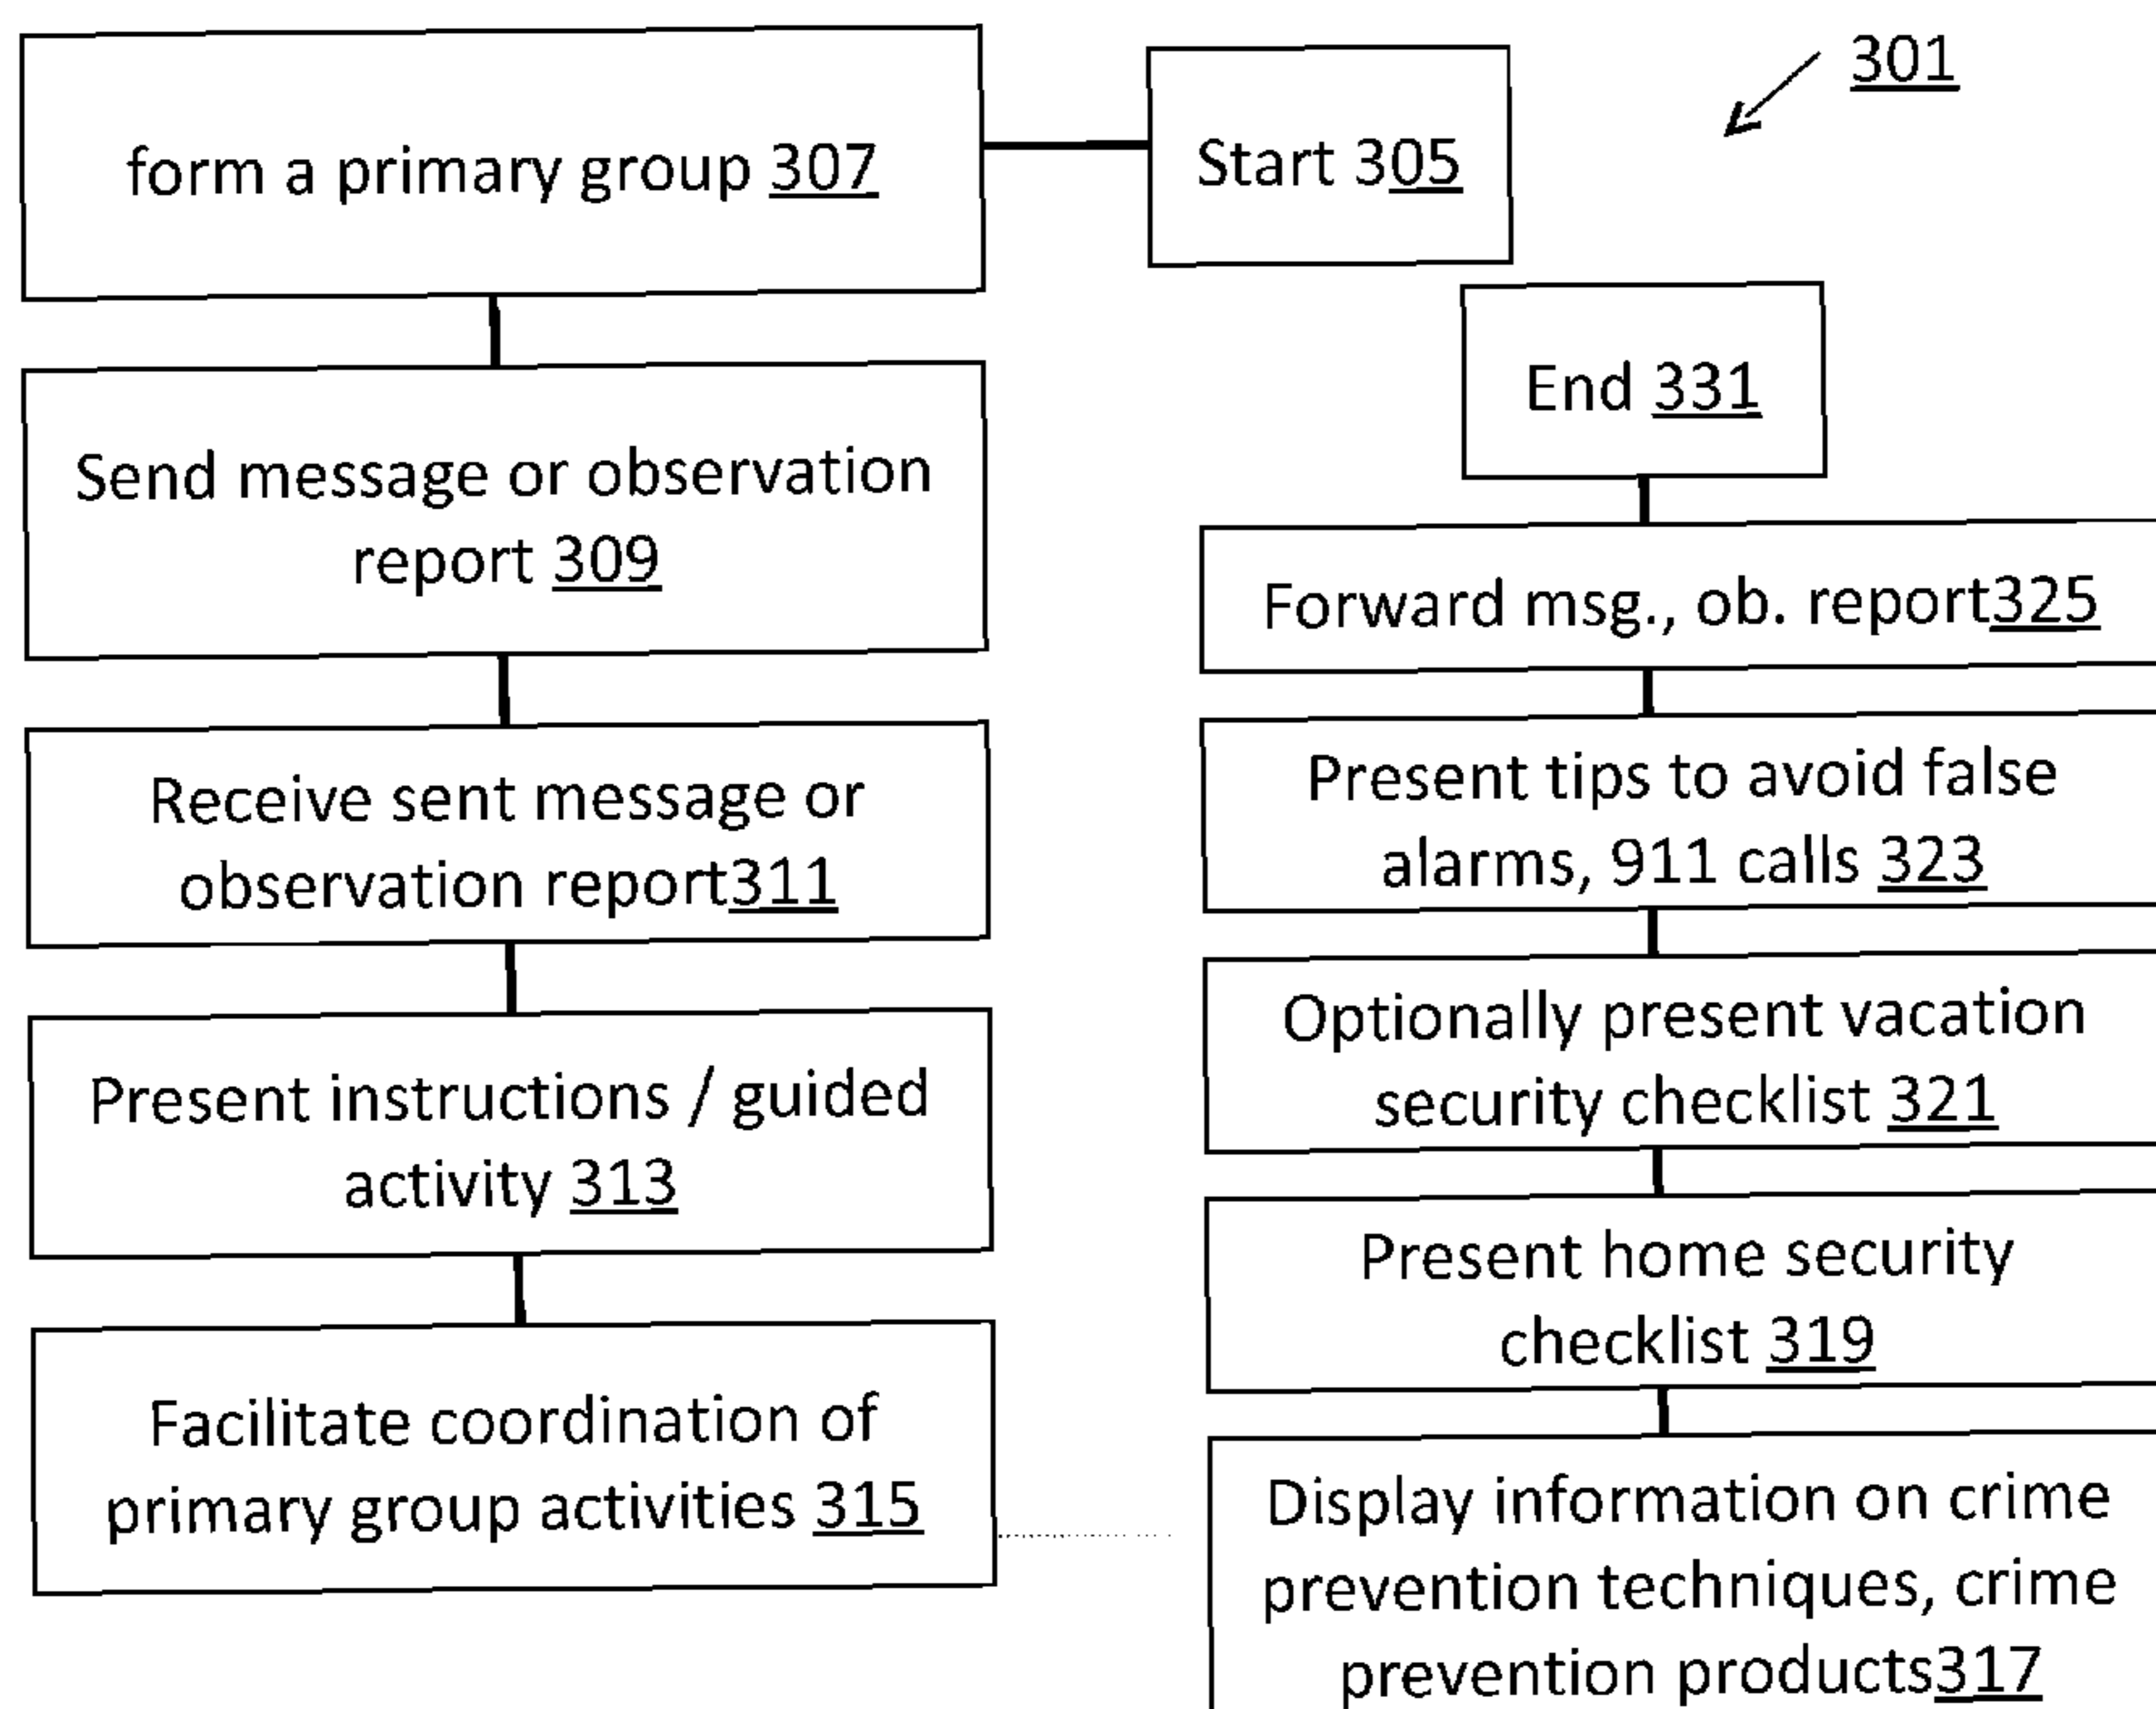 301
Start 305
form a primary group 307
Send message or observation
report 309
Receive sent message or
observation report311
Present instructions / guided
activity 313
Facilitate coordination of
primary group activities 315
End 331
Forward msg., ob. report325
Present tips to avoid false
alarms, 911 calls 323
Optionally present vacation
security checklist 321
Present home security
checklist 319
Display information on crime
prevention techniques, crime
prevention products317